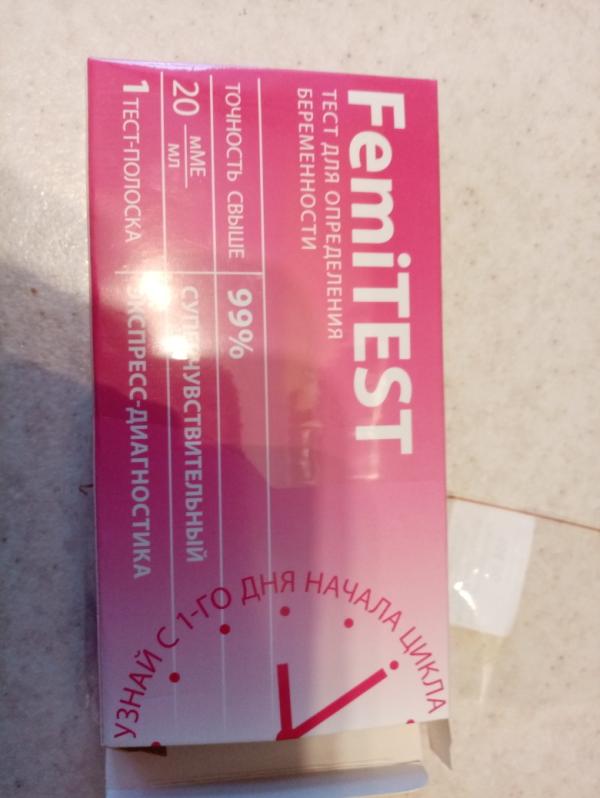 FemiTEST
ТЕСТ ДЛЯ ОПРЕДЕЛЕНИЯ
БЕРЕМЕННОСТИ
ТОЧНОСТЬ СВЫШЕ 99%
20 мМЕ/мл СУПЕРЧУВСТВИТЕЛЬНЫЙ
1 ТЕСТ-ПОЛОСКА ЭКСПРЕСС-ДИАГНОСТИКА
УЗНАЙ С 1-ГО ДНЯ НАЧАЛА ЦИКЛА